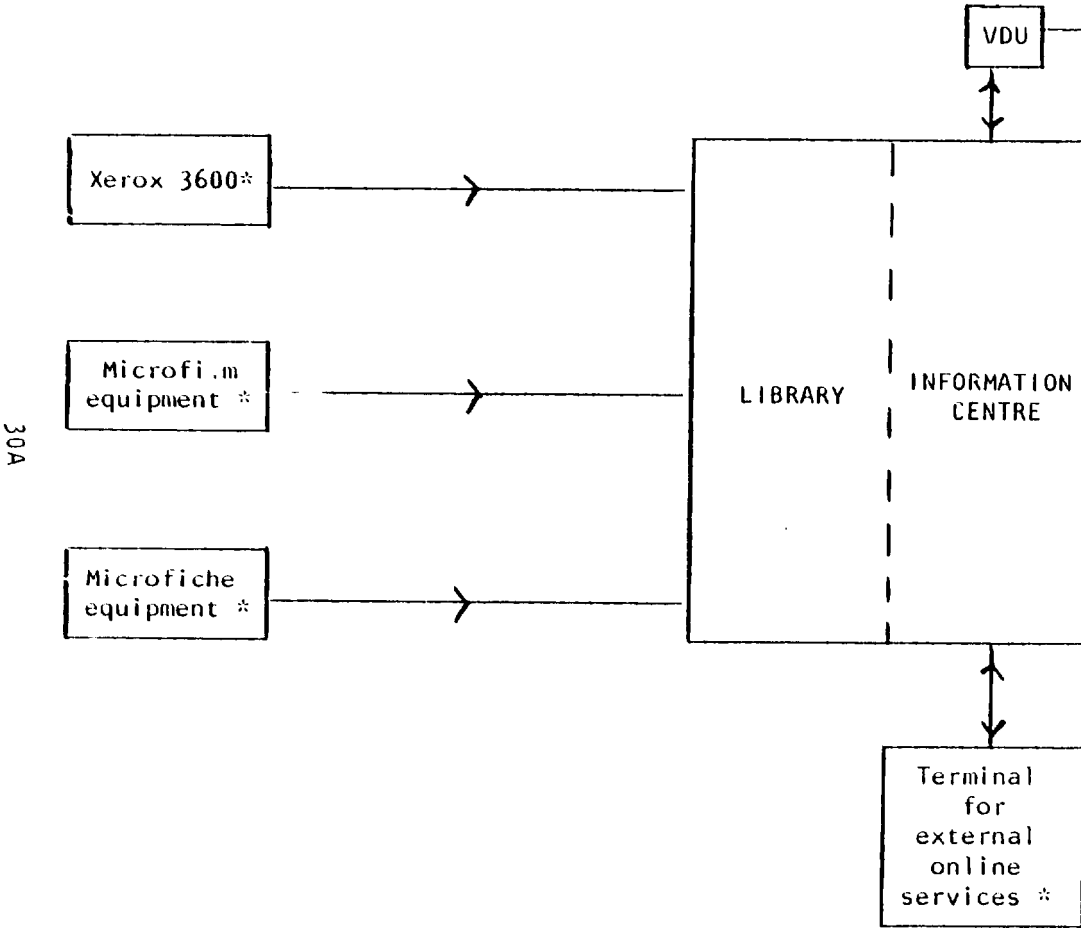 VDU
Xerox 3600*
Microfi.m
equipment *
LIBRARY
INFORMATION
CENTRE
30A
Microfiche
equipment *
Terminal
for
external
online
services *